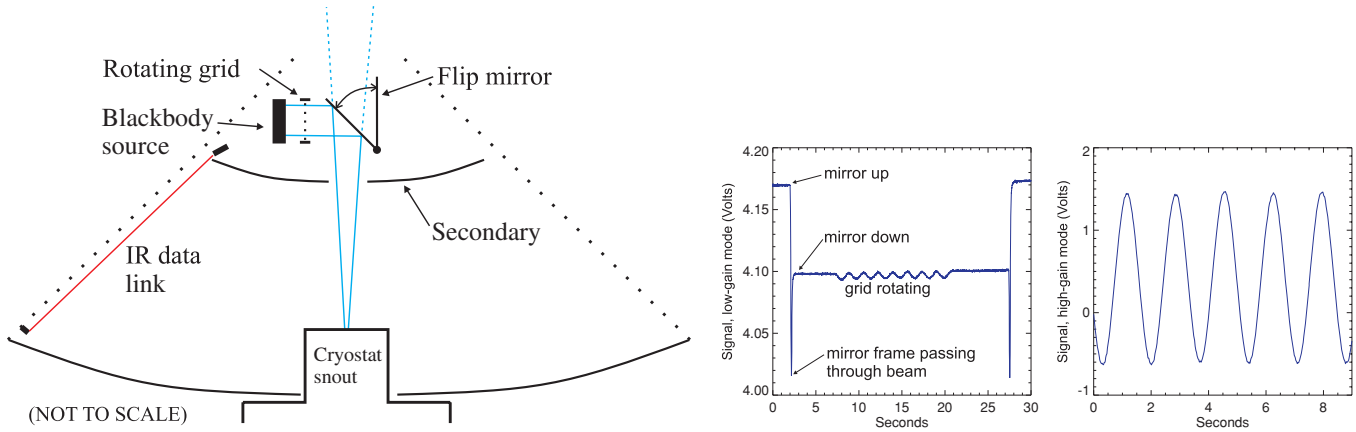 Rotating grid
Flip mirror
Blackbody
source
Secondary
IR data
link
Cryostat
snout
(NOT TO SCALE)
Signal, low-gain mode (Volts)
4.20
4.15
4.10
4.05
4.00
mirror up
mirror down
grid rotating
mirror frame passing
through beam
0 5 10 15 20 25 30
Seconds
Signal, high-gain mode (Volts)
2
1
0
-1
0 2 4 6 8
Seconds